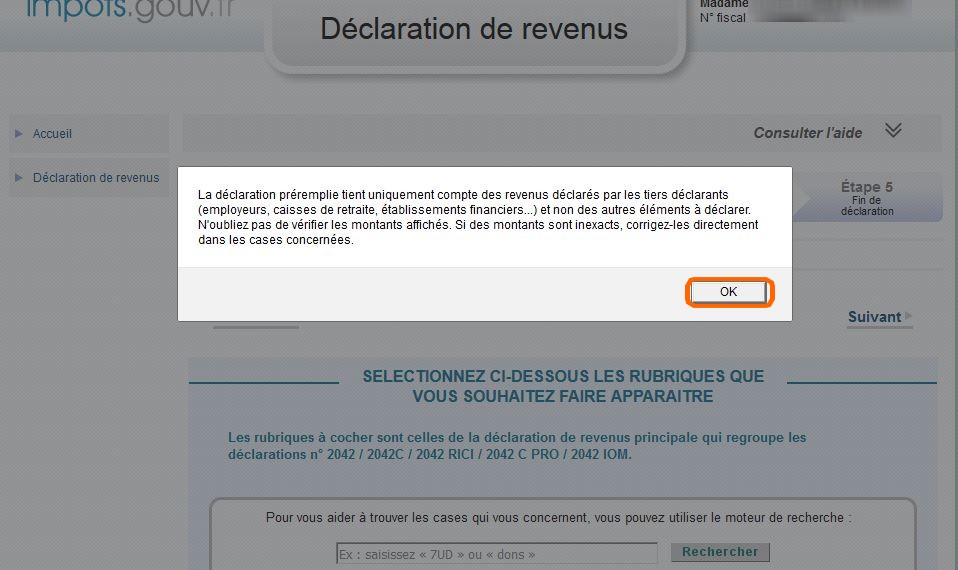 impots.gouv.fr
Déclaration de revenus
Madame
N° fiscal
Accueil
Déclaration de revenus
Consulter l'aide
La déclaration préremplie tient uniquement compte des revenus déclarés par les tiers déclarants
(employeurs, caisses de retraite, établissements financiers...) et non des autres éléments à déclarer.
N'oubliez pas de vérifier les montants affichés. Si des montants sont inexacts, corrigez-les directement
dans les cases concernées.
OK
Étape 5
Fin de
déclaration
Suivant
SELECTIONNEZ CI-DESSOUS LES RUBRIQUES QUE
VOUS SOUHAITEZ FAIRE APPARAITRE
Les rubriques à cocher sont celles de la déclaration de revenus principale qui regroupe les
déclarations n° 2042 / 2042C / 2042 RICI / 2042 C PRO / 2042 IOM.
Pour vous aider à trouver les cases qui vous concernent, vous pouvez utiliser le moteur de recherche :
Ex : saisissez « 7UD » ou « dons »
Rechercher